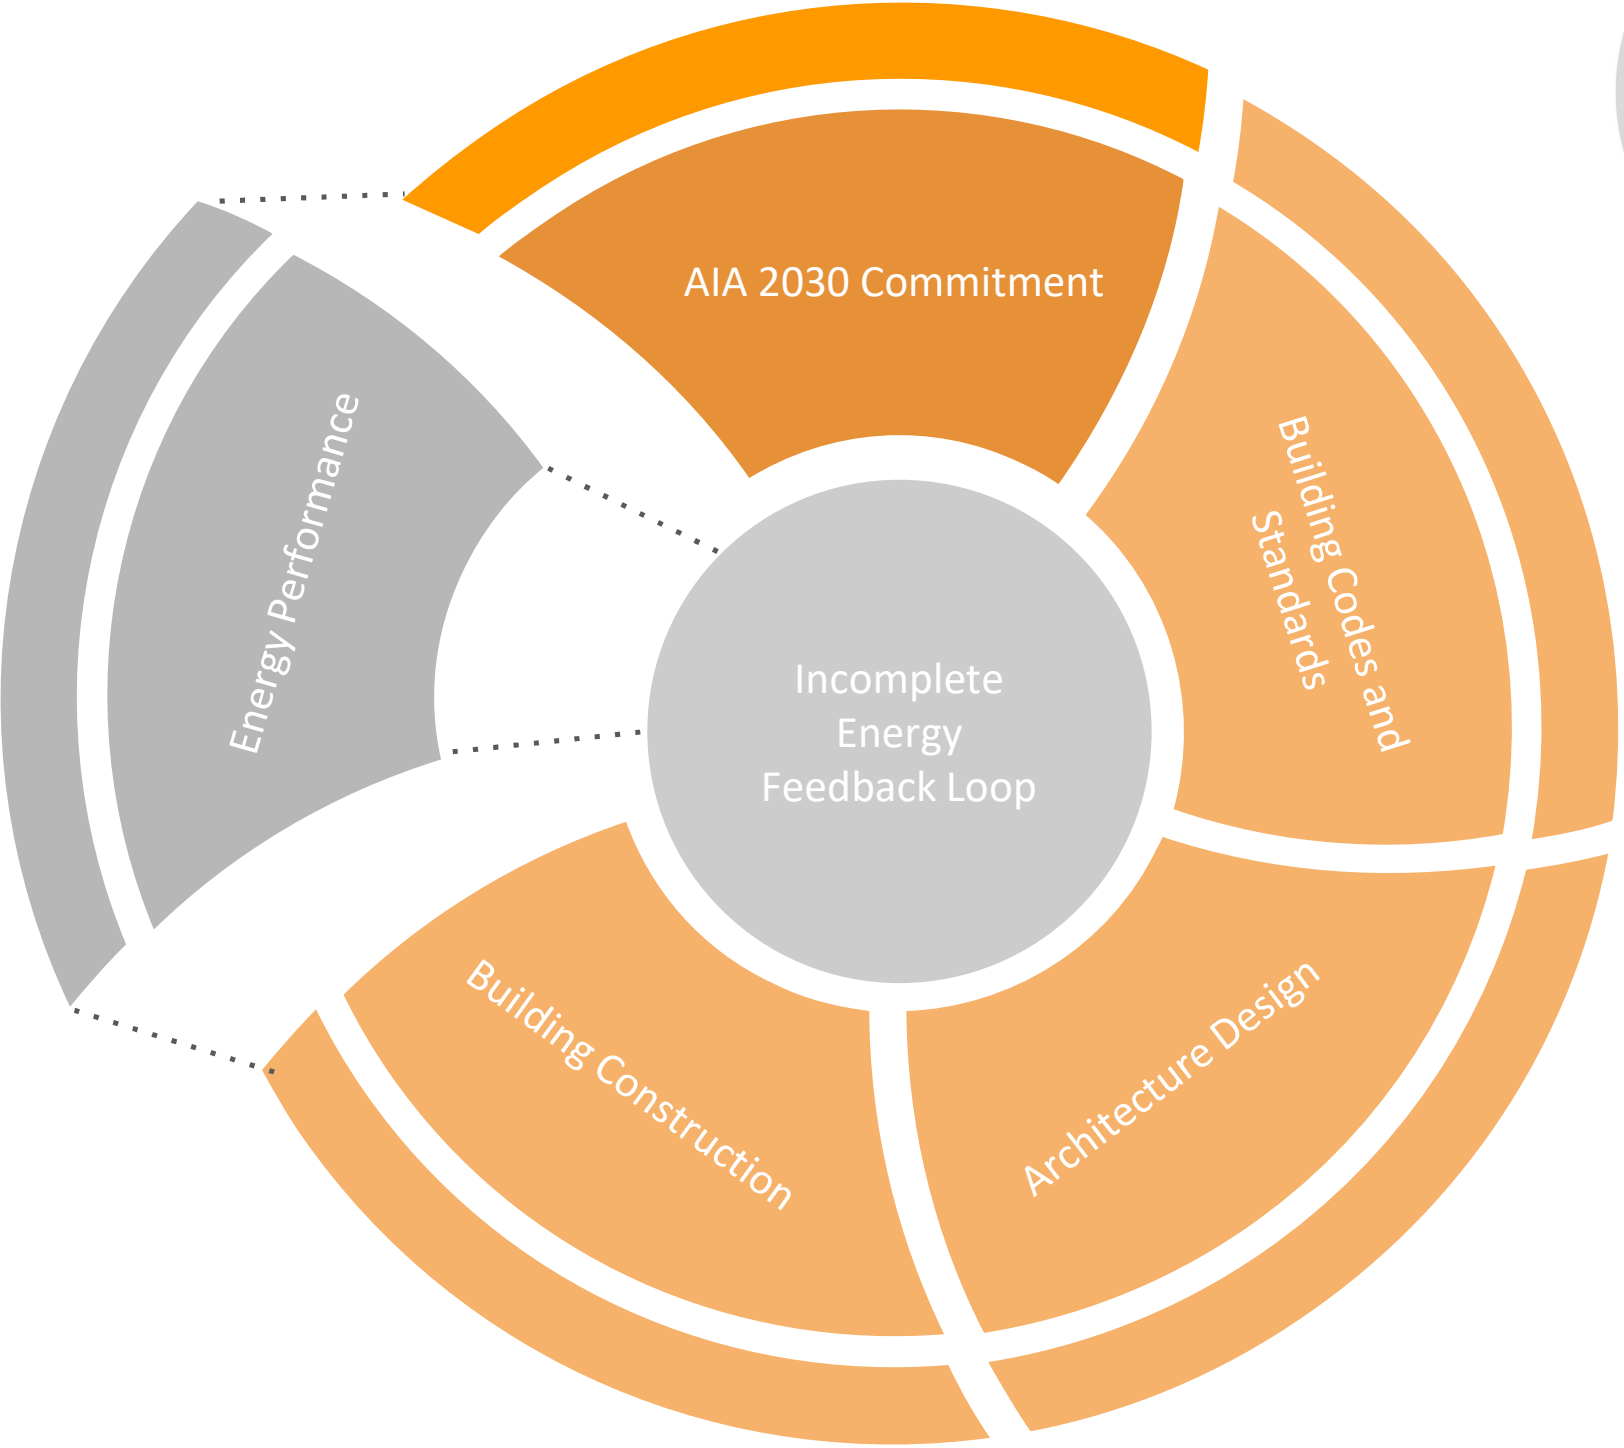 AIA 2030 Commitment
Building Codes and
Standards
Architecture Design
Building Construction
Energy Performance
Incomplete
Energy
Feedback Loop